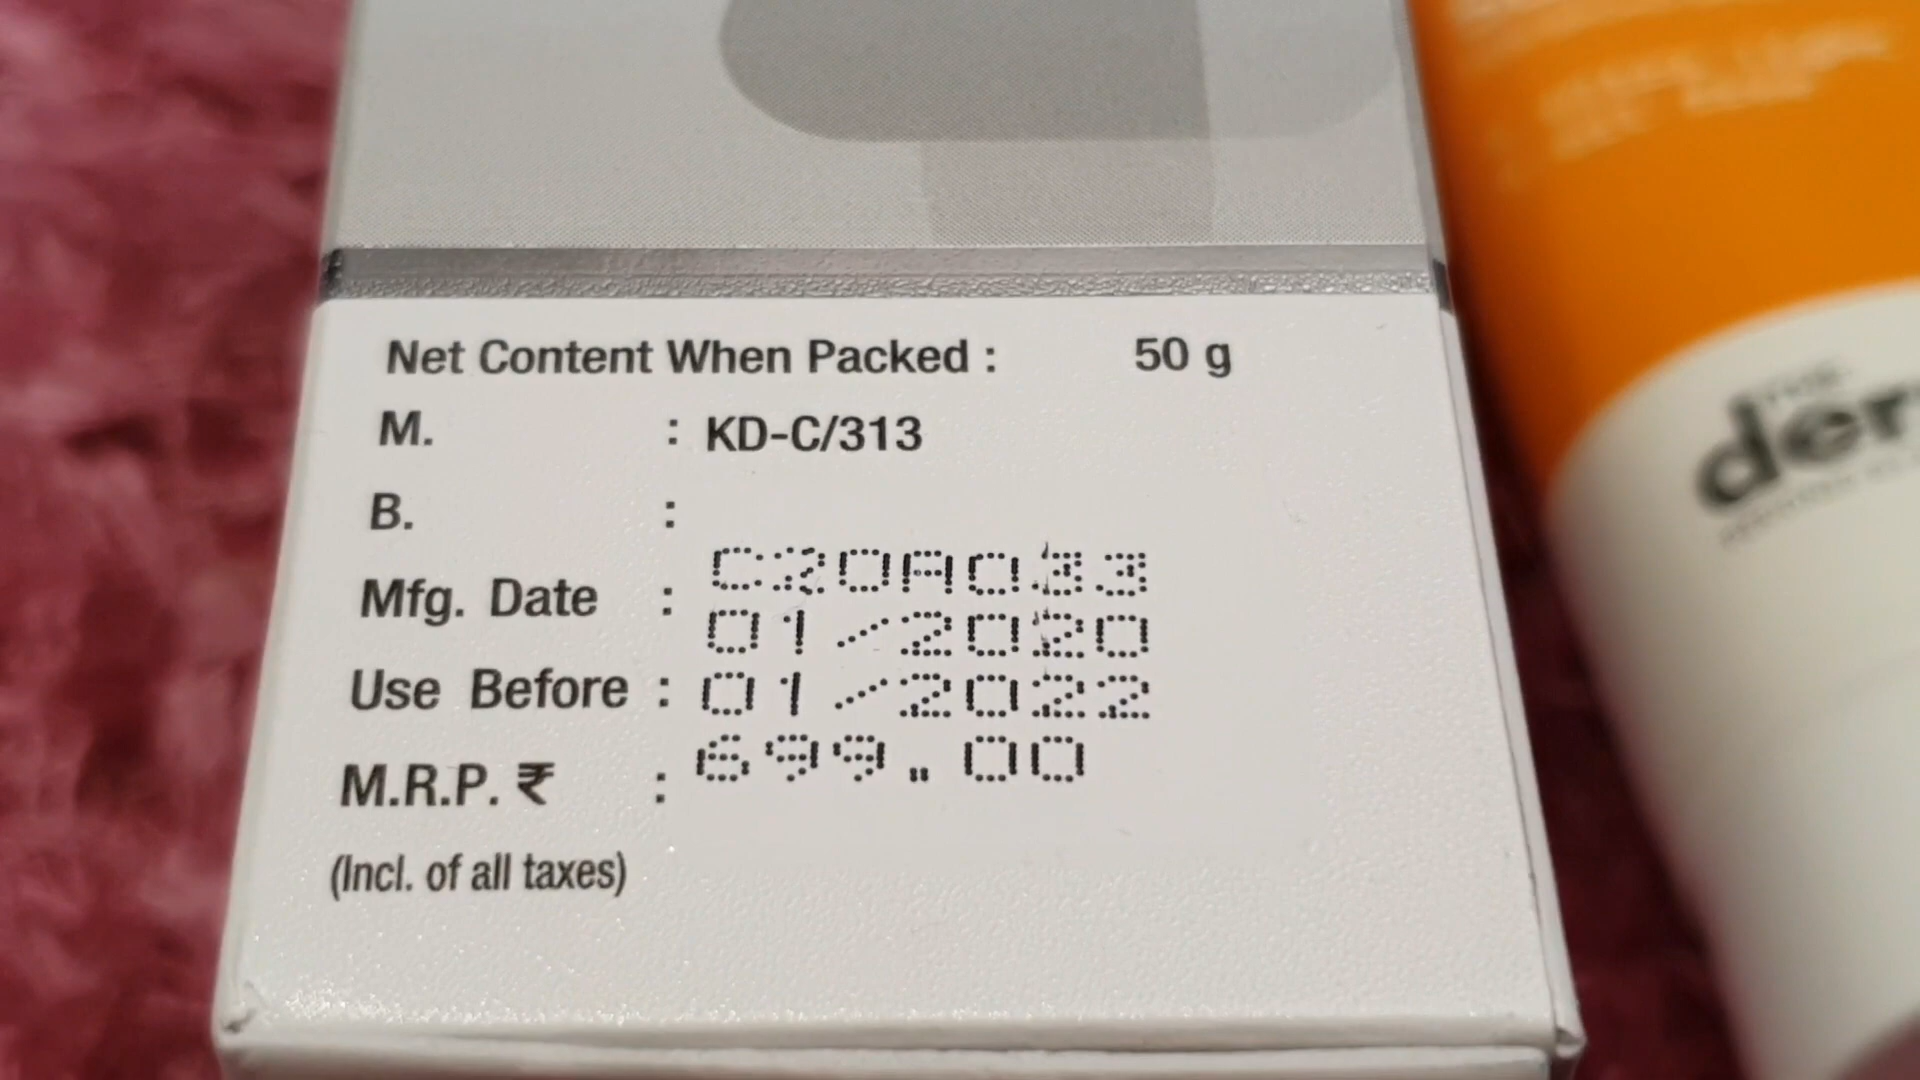 Net Content When Packed : 50 g
M. : KD-C/313
B. :
C20A033
Mfg. Date :
01/2020
Use Before : 01/2022
M.R.P. ₹ : 699.00
(Incl. of all taxes)
der